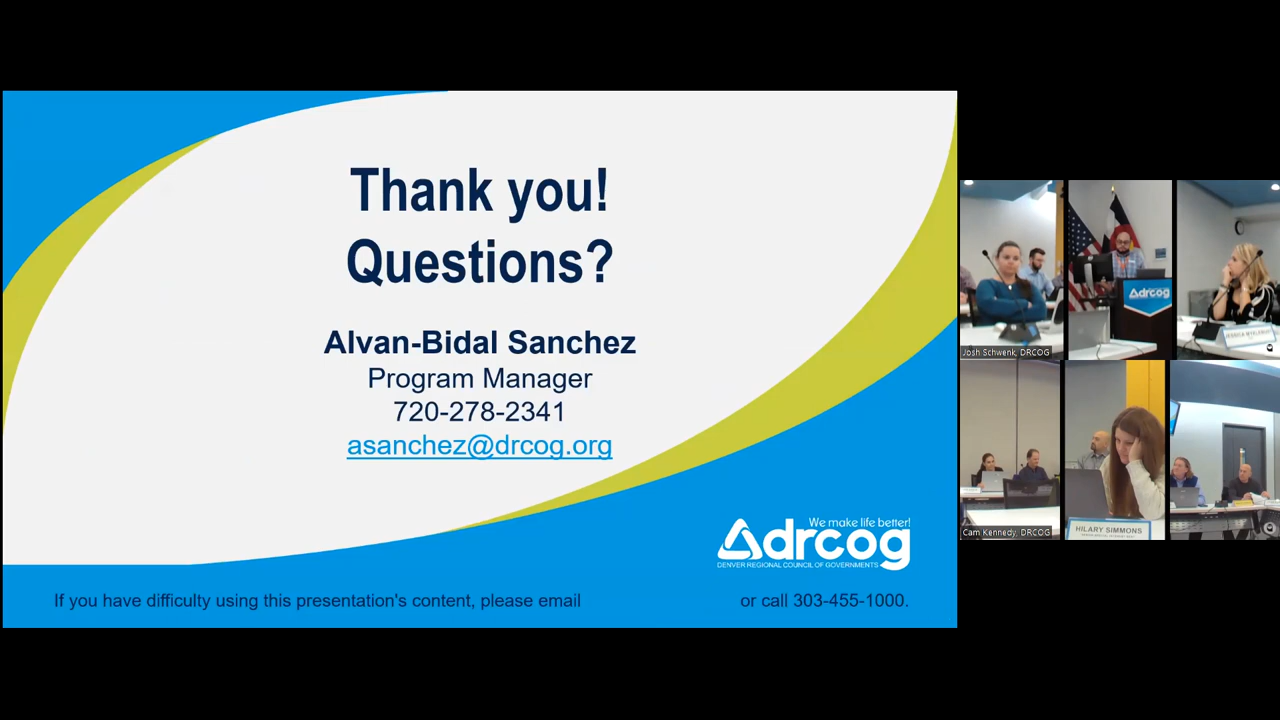 Thank you!
Questions?
Alvan-Bidal Sanchez
Program Manager
720-278-2341
asanchez@drcog.org
We make life better!
drcog
DENVER REGIONAL COUNCIL OF GOVERNMENTS
If you have difficulty using this presentation's content, please email or call 303-455-1000.
drcog
Josh Schwenk, DRCOG
Cam Kennedy, DRCOG
HILARY SIMMONS